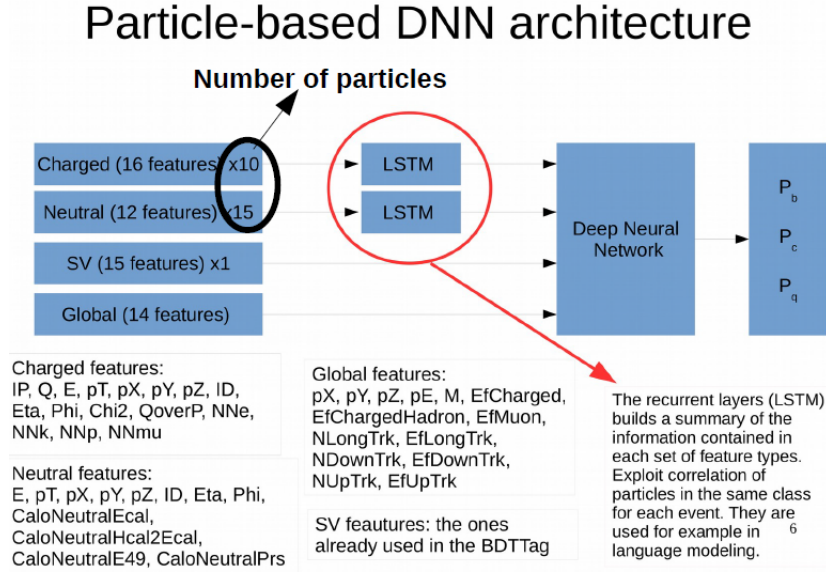 Particle-based DNN architecture
Number of particles
Charged (16 features) x10
LSTM
Neutral (12 features) x15
LSTM
SV (15 features) x1
Global (14 features)
Deep Neural
Network
P_b
P_c
P_q
Charged features:
IP, Q, E, pT, pX, pY, pZ, ID,
Eta, Phi, Chi2, QoverP, NNe,
NNk, NNp, NNmu
Neutral features:
E, pT, pX, pY, pZ, ID, Eta, Phi,
CaloNeutralEcal,
CaloNeutralHcal2Ecal,
CaloNeutralE49, CaloNeutralPrs
Global features:
pX, pY, pZ, pE, M, EfCharged,
EfChargedHadron, EfMuon,
NLongTrk, EfLongTrk,
NDownTrk, EfDownTrk,
NUpTrk, EfUpTrk
SV feautures: the ones
already used in the BDTTag
The recurrent layers (LSTM)
builds a summary of the
information contained in
each set of feature types.
Exploit correlation of
particles in the same class
for each event. They are
used for example in
language modeling.
6